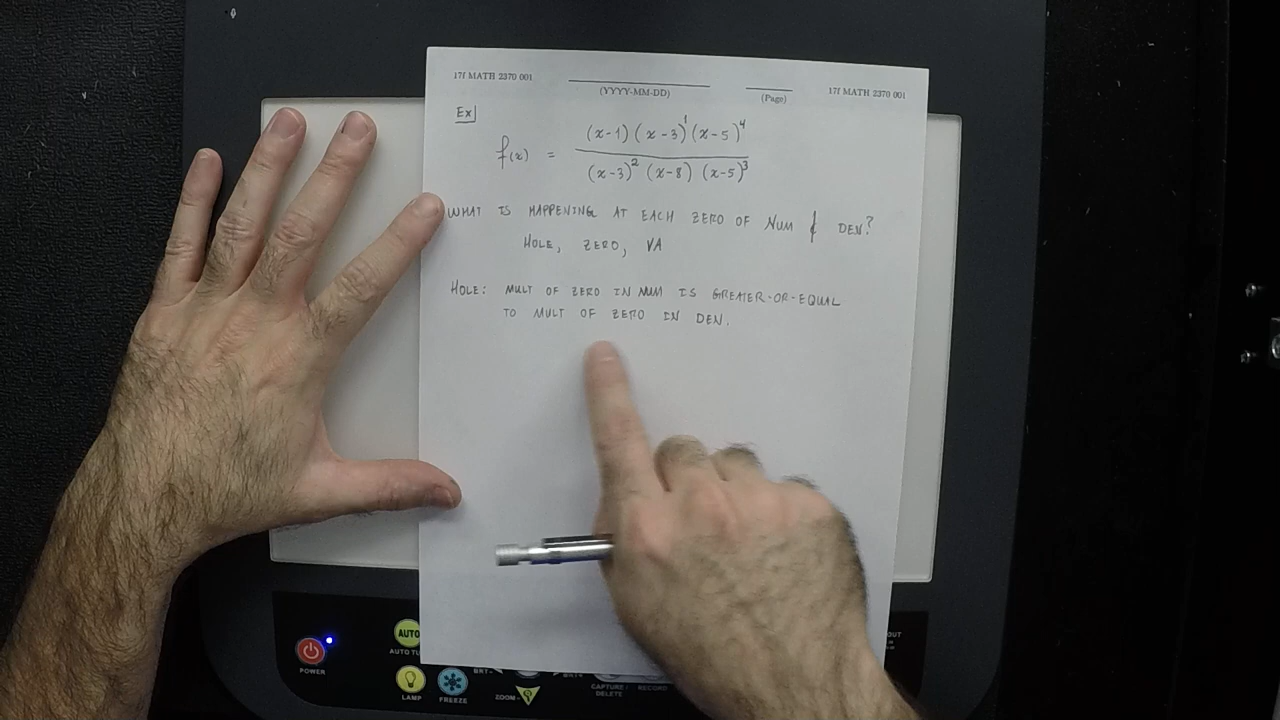 17f MATH 2370 001
(YYYY-MM-DD)
(Page)
17f MATH 2370 001
Ex
f(x) = (x-1)(x-3)^1(x-5)^4 / (x-3)^2 (x-8) (x-5)^3
WHAT IS HAPPENING AT EACH ZERO OF NUM & DEN?
HOLE, ZERO, VA
HOLE: MULT OF ZERO IN NUM IS GREATER-OR-EQUAL
TO MULT OF ZERO IN DEN.
POWER
AUTO
LAMP
FREEZE
ZOOM
CAPTURE/
DELETE
RECORD